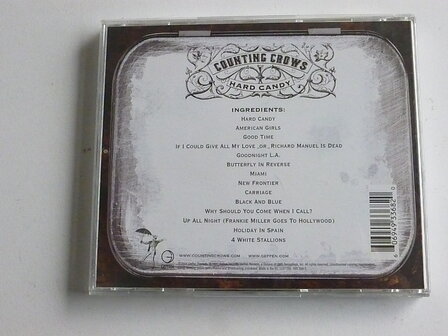 COUNTING CROWS
HARD CANDY
INGREDIENTS:
HARD CANDY
AMERICAN GIRLS
GOOD TIME
IF I COULD GIVE ALL MY LOVE _OR_ RICHARD MANUEL IS DEAD
GOODNIGHT L.A.
BUTTERFLY IN REVERSE
MIAMI
NEW FRONTIER
CARRIAGE
BLACK AND BLUE
WHY SHOULD YOU COME WHEN I CALL?
UP ALL NIGHT (FRANKIE MILLER GOES TO HOLLYWOOD)
HOLIDAY IN SPAIN
4 WHITE STALLIONS
WWW.COUNTINGCROWS.COM WWW.GEFFEN.COM